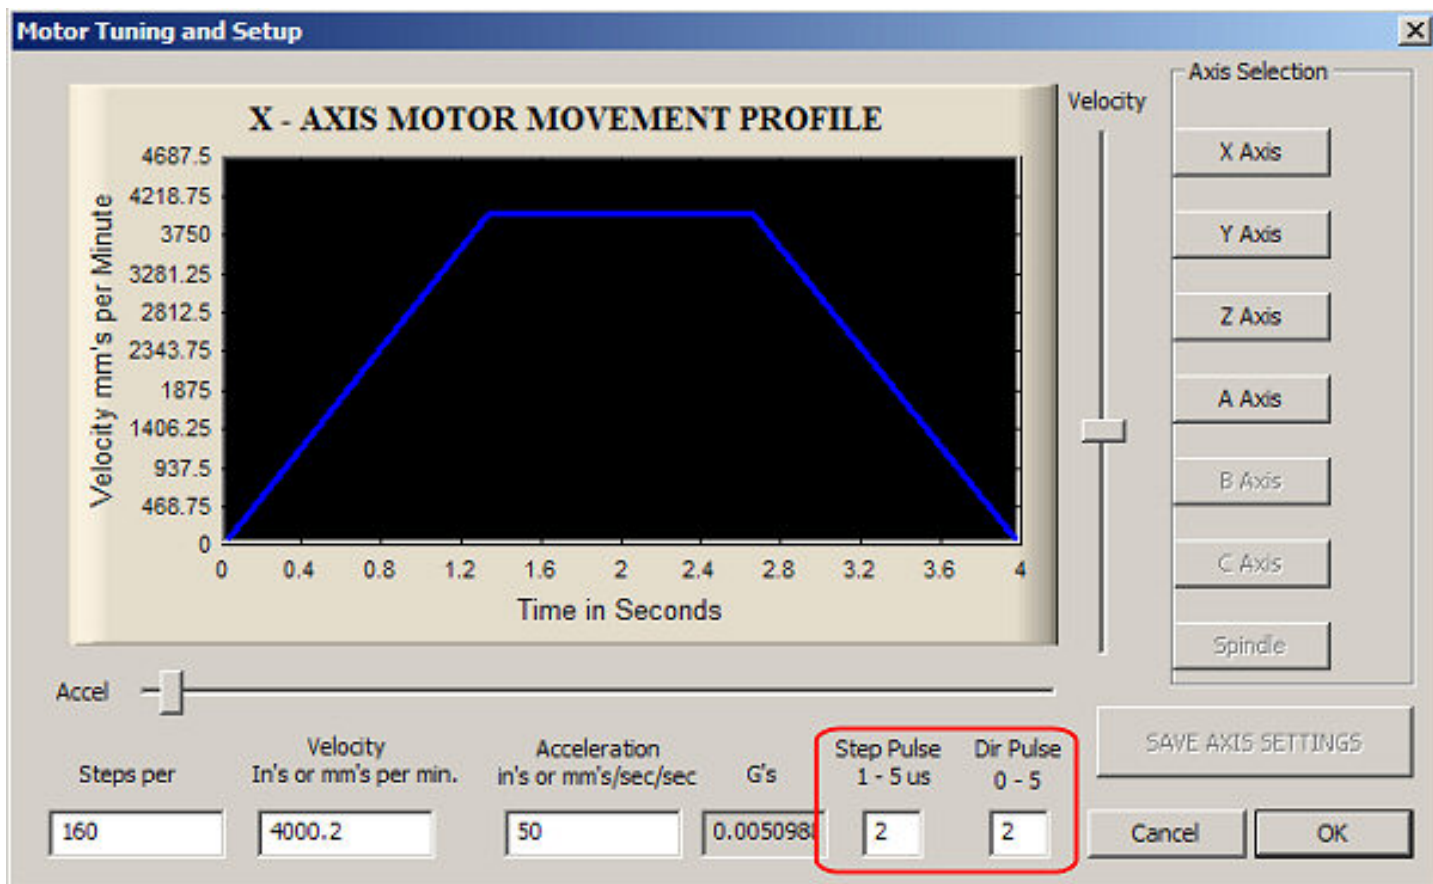 Motor Tuning and Setup
X - AXIS MOTOR MOVEMENT PROFILE
Velocity mm's per Minute
4687.5
4218.75
3750
3281.25
2812.5
2343.75
1875
1406.25
937.5
468.75
0
0 0.4 0.8 1.2 1.6 2 2.4 2.8 3.2 3.6 4
Time in Seconds
Velocity
Axis Selection
X Axis
Y Axis
Z Axis
A Axis
B Axis
C Axis
Spindle
Accel
Steps per
160
Velocity
In's or mm's per min.
4000.2
Acceleration
in's or mm's/sec/sec
50
G's
0.005098
Step Pulse
1 - 5 us
2
Dir Pulse
0 - 5
2
SAVE AXIS SETTINGS
Cancel OK